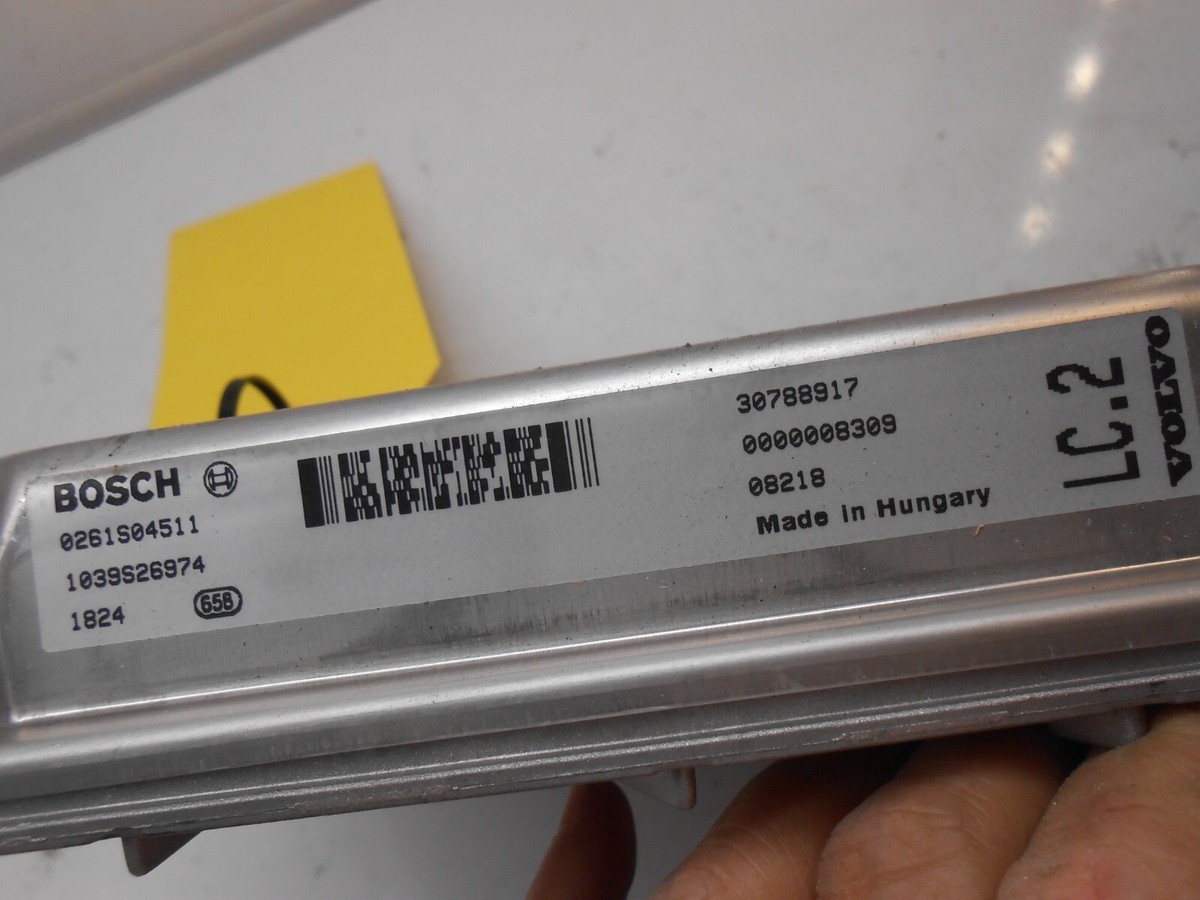 BOSCH
0261S04511
1039S26974
1824 658
30788917
0000008309
08218
Made in Hungary
LC.2
VOLVO